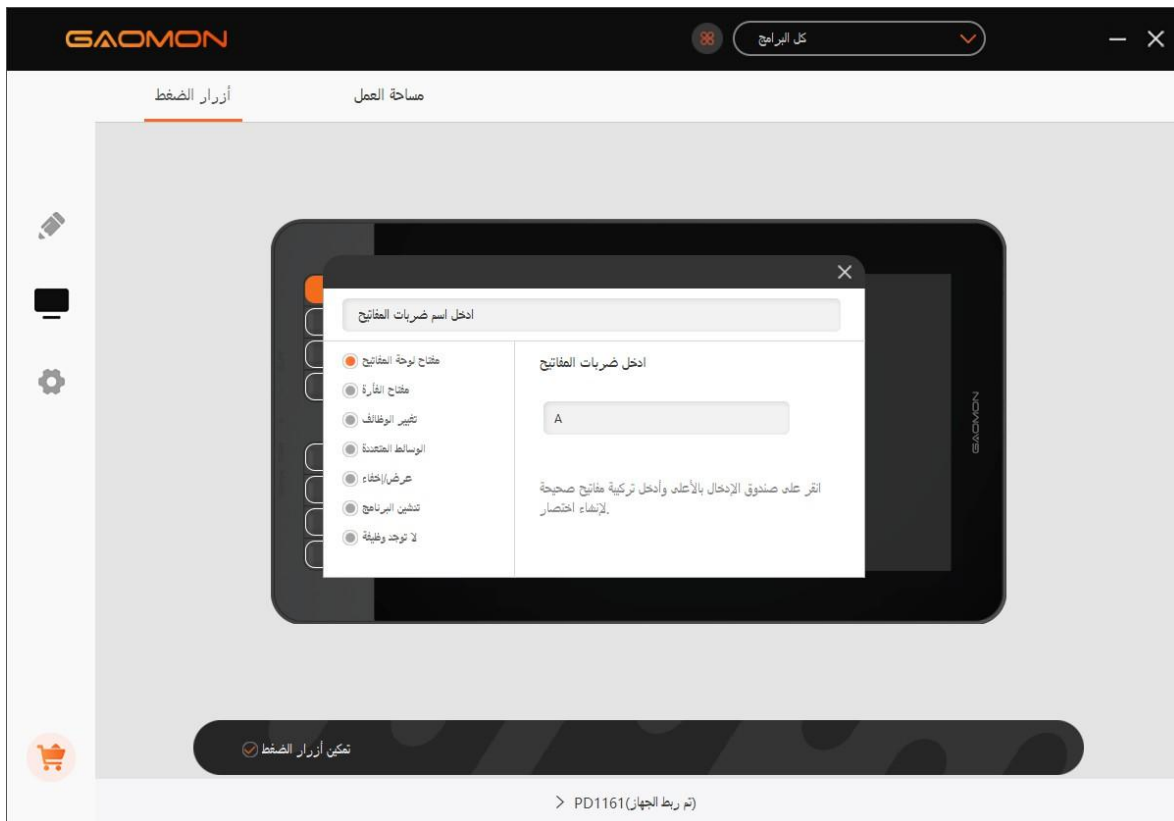 GAOMON
كل البرامج
أزرار الضغط
مساحة العمل
ادخل اسم ضربات المفاتيح
مفتاح لوحة المفاتيح
مفتاح الفأرة
تغيير الوظائف
الوسائط المتعددة
عرض/إخفاء
تدشين البرنامج
لا توجد وظيفة
ادخل ضربات المفاتيح
A
انقر على صندوق الإدخال بالأعلى وأدخل تركيبة مفاتيح صحيحة
لإنشاء اختصار.
GAOMON
تمكين أزرار الضغط
PD1161(تم ربط الجهاز)